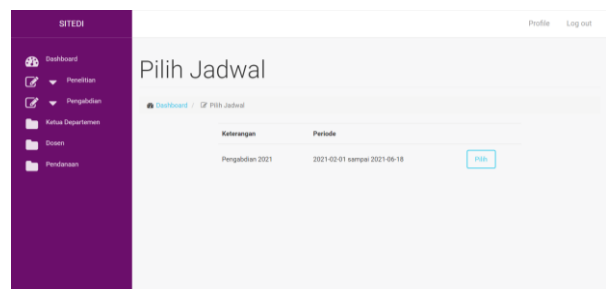 SITEDI
Profile Log out
Dashboard
Penelitian
Pengabdian
Ketua Departemen
Dosen
Pendanaan
Pilih Jadwal
Dashboard / Pilih Jadwal
Keterangan Periode
Pengabdian 2021 2021-02-01 sampai 2021-06-18 Pilih